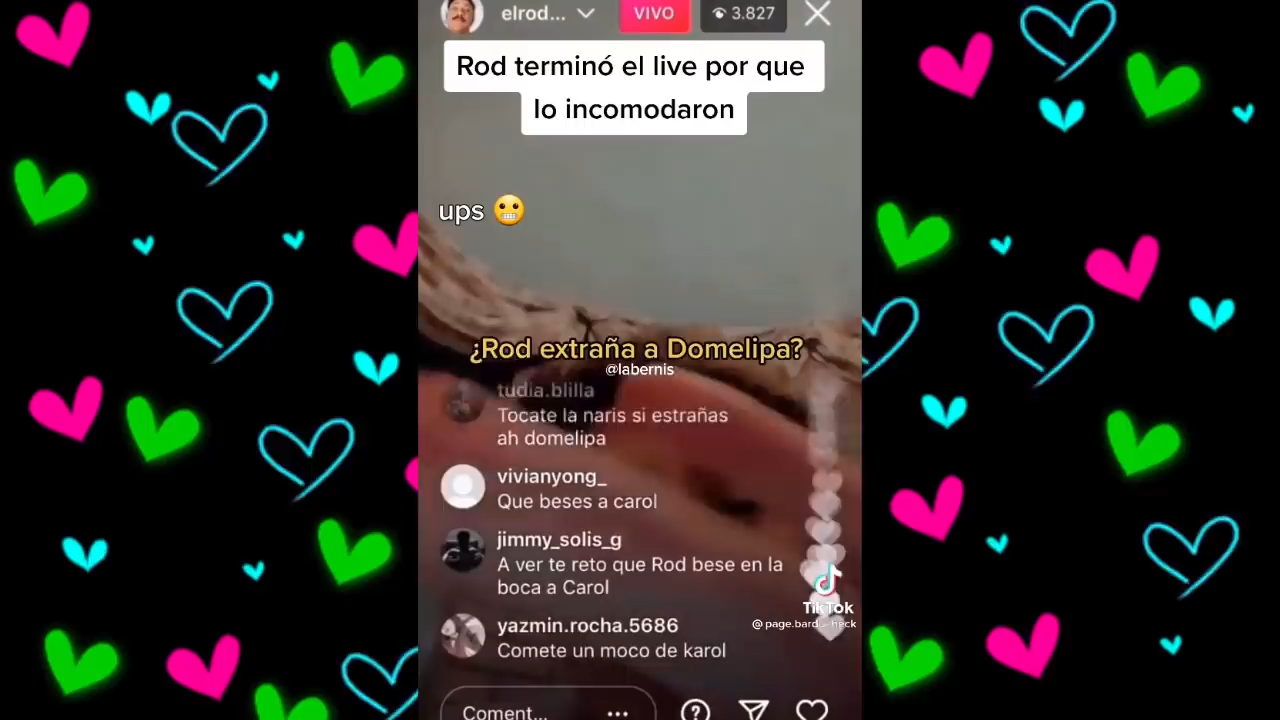 elrod...
VIVO
3.827
Rod terminó el live por que
lo incomodaron
ups
¿Rod extraña a Domelipa?
@labernis
tudia.blilla
Tocate la naris si estrañas
ah domelipa
vivianyong_
Que beses a carol
jimmy_solis_g
A ver te reto que Rod bese en la
boca a Carol
TikTok
yazmin.rocha.5686
Comete un moco de karol
Coment...